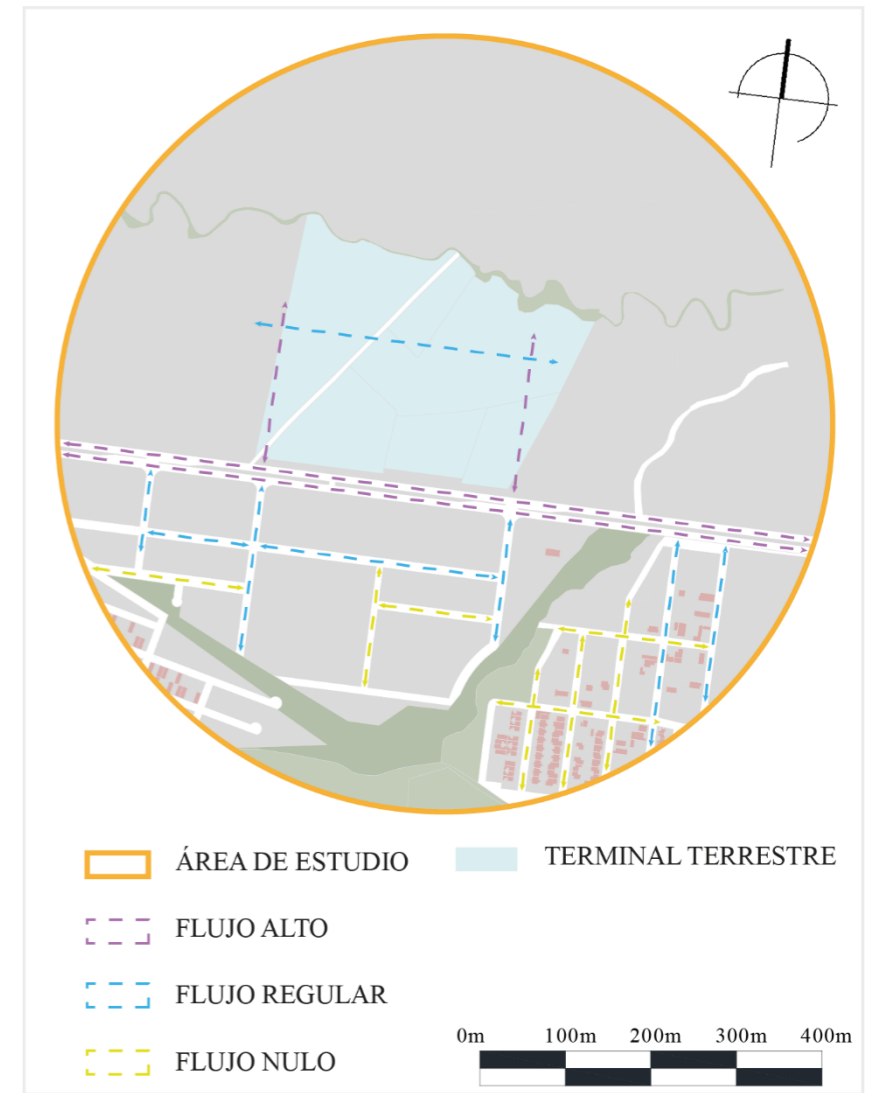 ÁREA DE ESTUDIO
TERMINAL TERRESTRE
FLUJO ALTO
FLUJO REGULAR
FLUJO NULO
0m 100m 200m 300m 400m